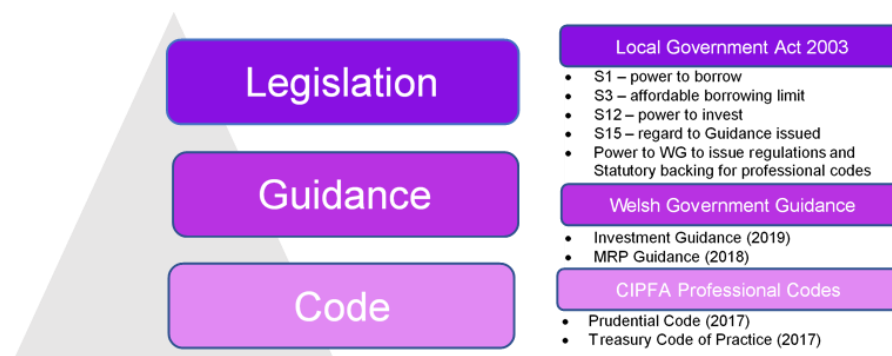 Legislation
Guidance
Code
Local Government Act 2003
• S1 – power to borrow
• S3 – affordable borrowing limit
• S12 – power to invest
• S15 – regard to Guidance issued
• Power to WG to issue regulations and
Statutory backing for professional codes
Welsh Government Guidance
• Investment Guidance (2019)
• MRP Guidance (2018)
CIPFA Professional Codes
• Prudential Code (2017)
• Treasury Code of Practice (2017)